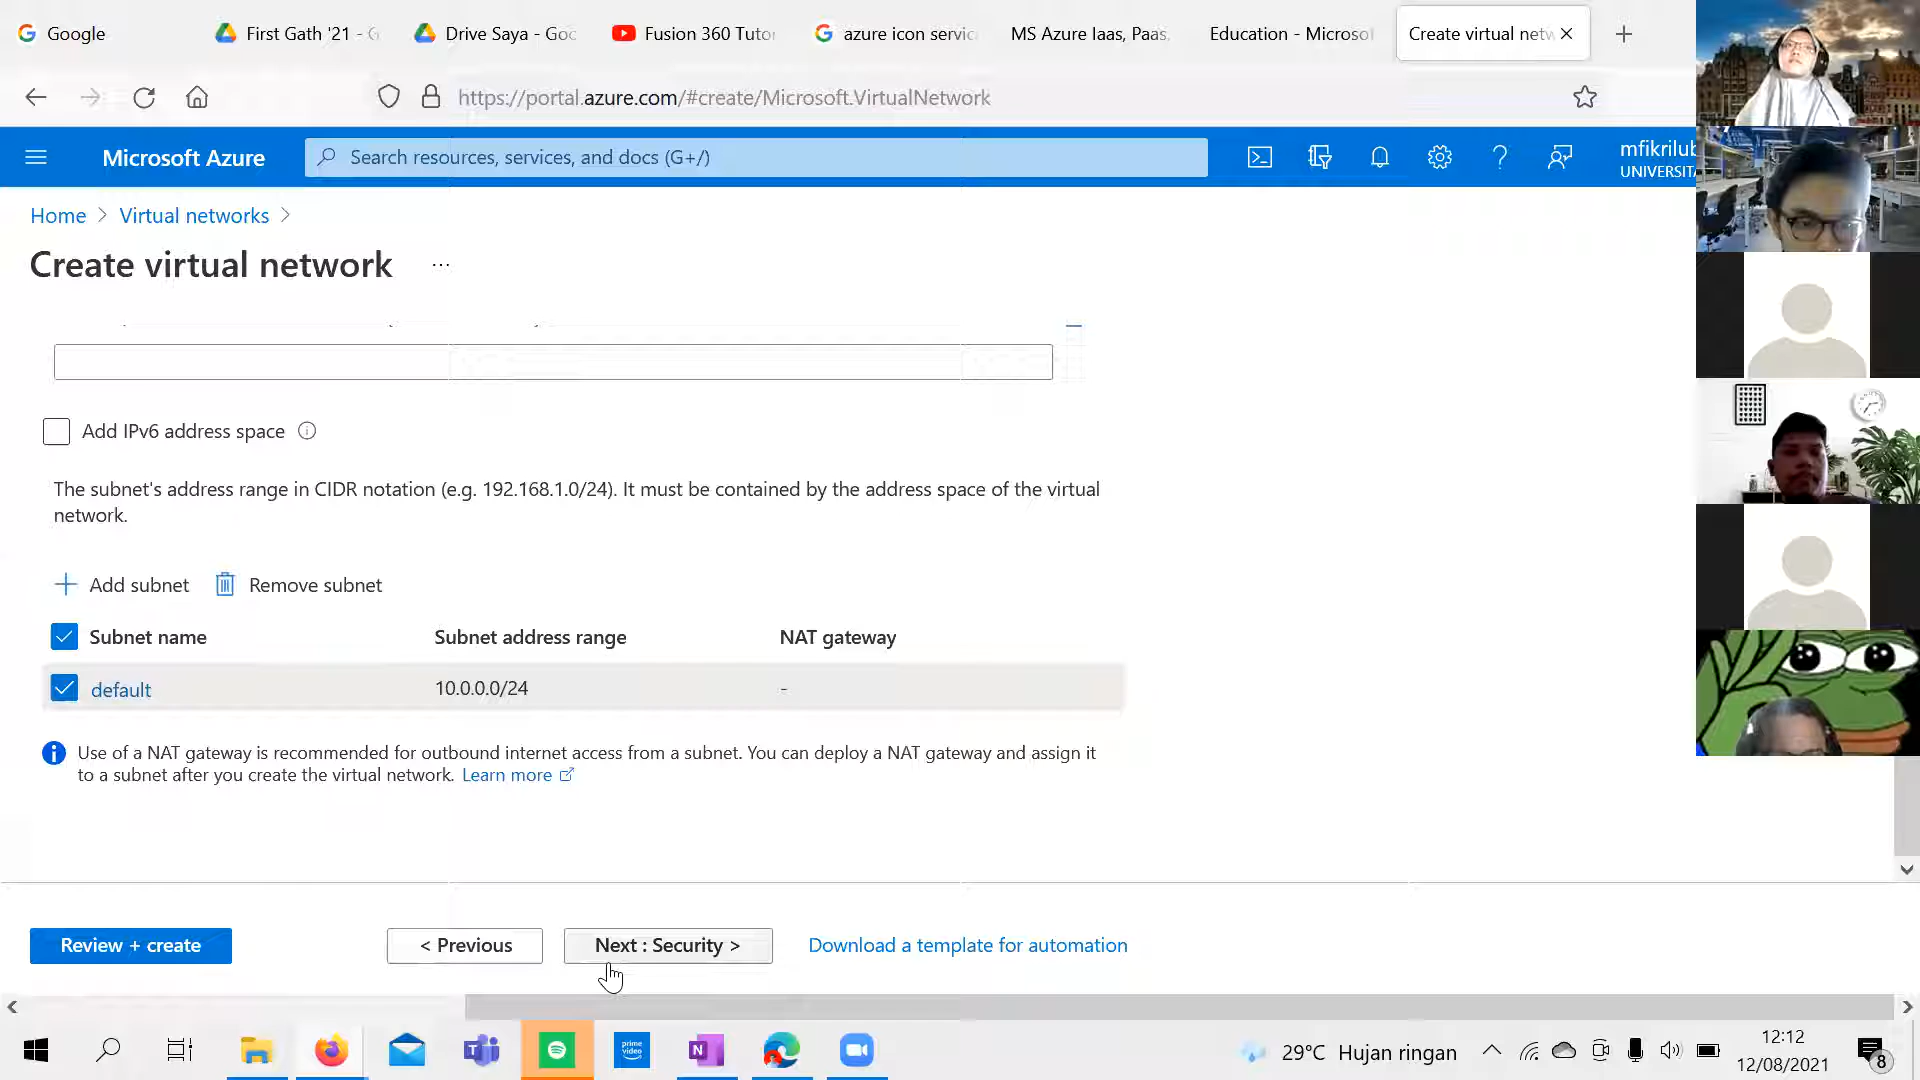 Google
First Gath '21 - G
Drive Saya - Goo
Fusion 360 Tutor
azure icon servic
MS Azure Iaas, Paas,
Education - Microsof
Create virtual netw
https://portal.azure.com/#create/Microsoft.VirtualNetwork
Microsoft Azure
Search resources, services, and docs (G+/)
mfikrilub
UNIVERSITA
Home > Virtual networks >
Create virtual network ...
Add IPv6 address space
The subnet's address range in CIDR notation (e.g. 192.168.1.0/24). It must be contained by the address space of the virtual
network.
+ Add subnet Remove subnet
Subnet name Subnet address range NAT gateway
default 10.0.0.0/24 -
Use of a NAT gateway is recommended for outbound internet access from a subnet. You can deploy a NAT gateway and assign it
to a subnet after you create the virtual network. Learn more
Review + create
< Previous
Next : Security >
Download a template for automation
prime
video
29°C Hujan ringan
12:12
12/08/2021
8